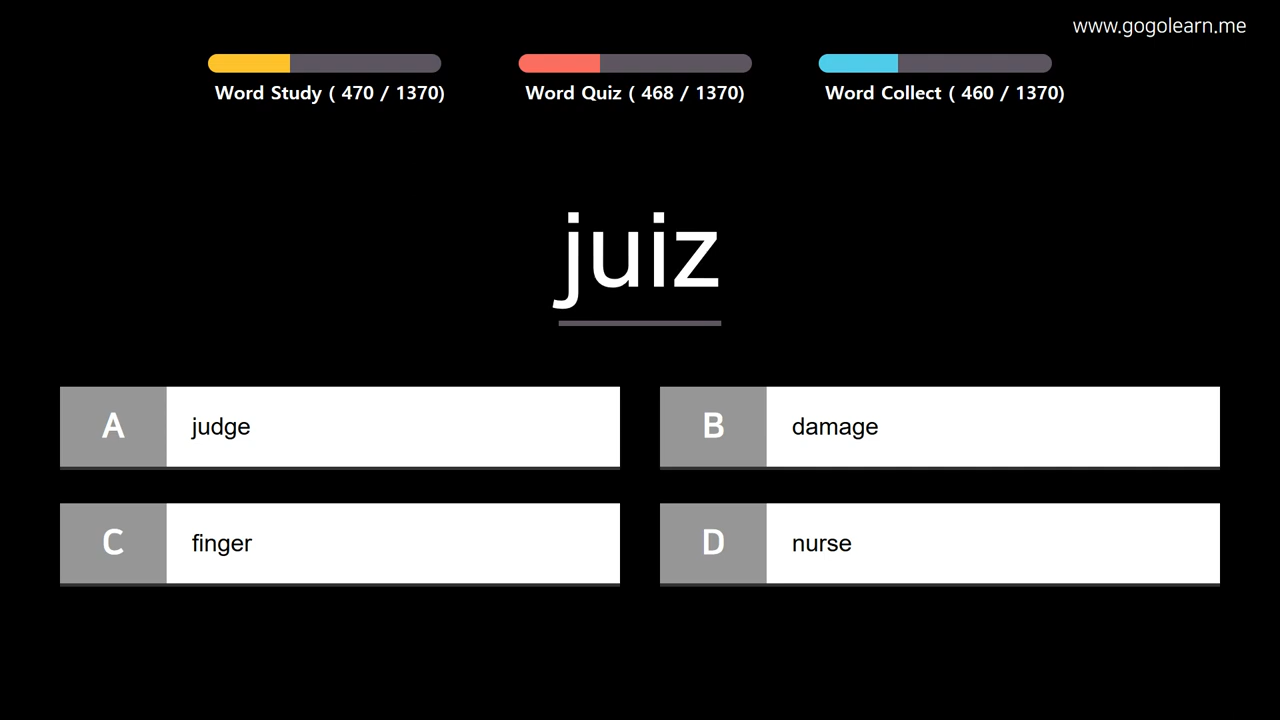 www.gogolearn.me
Word Study ( 470 / 1370)
Word Quiz ( 468 / 1370)
Word Collect ( 460 / 1370)
juiz
A judge
B damage
C finger
D nurse